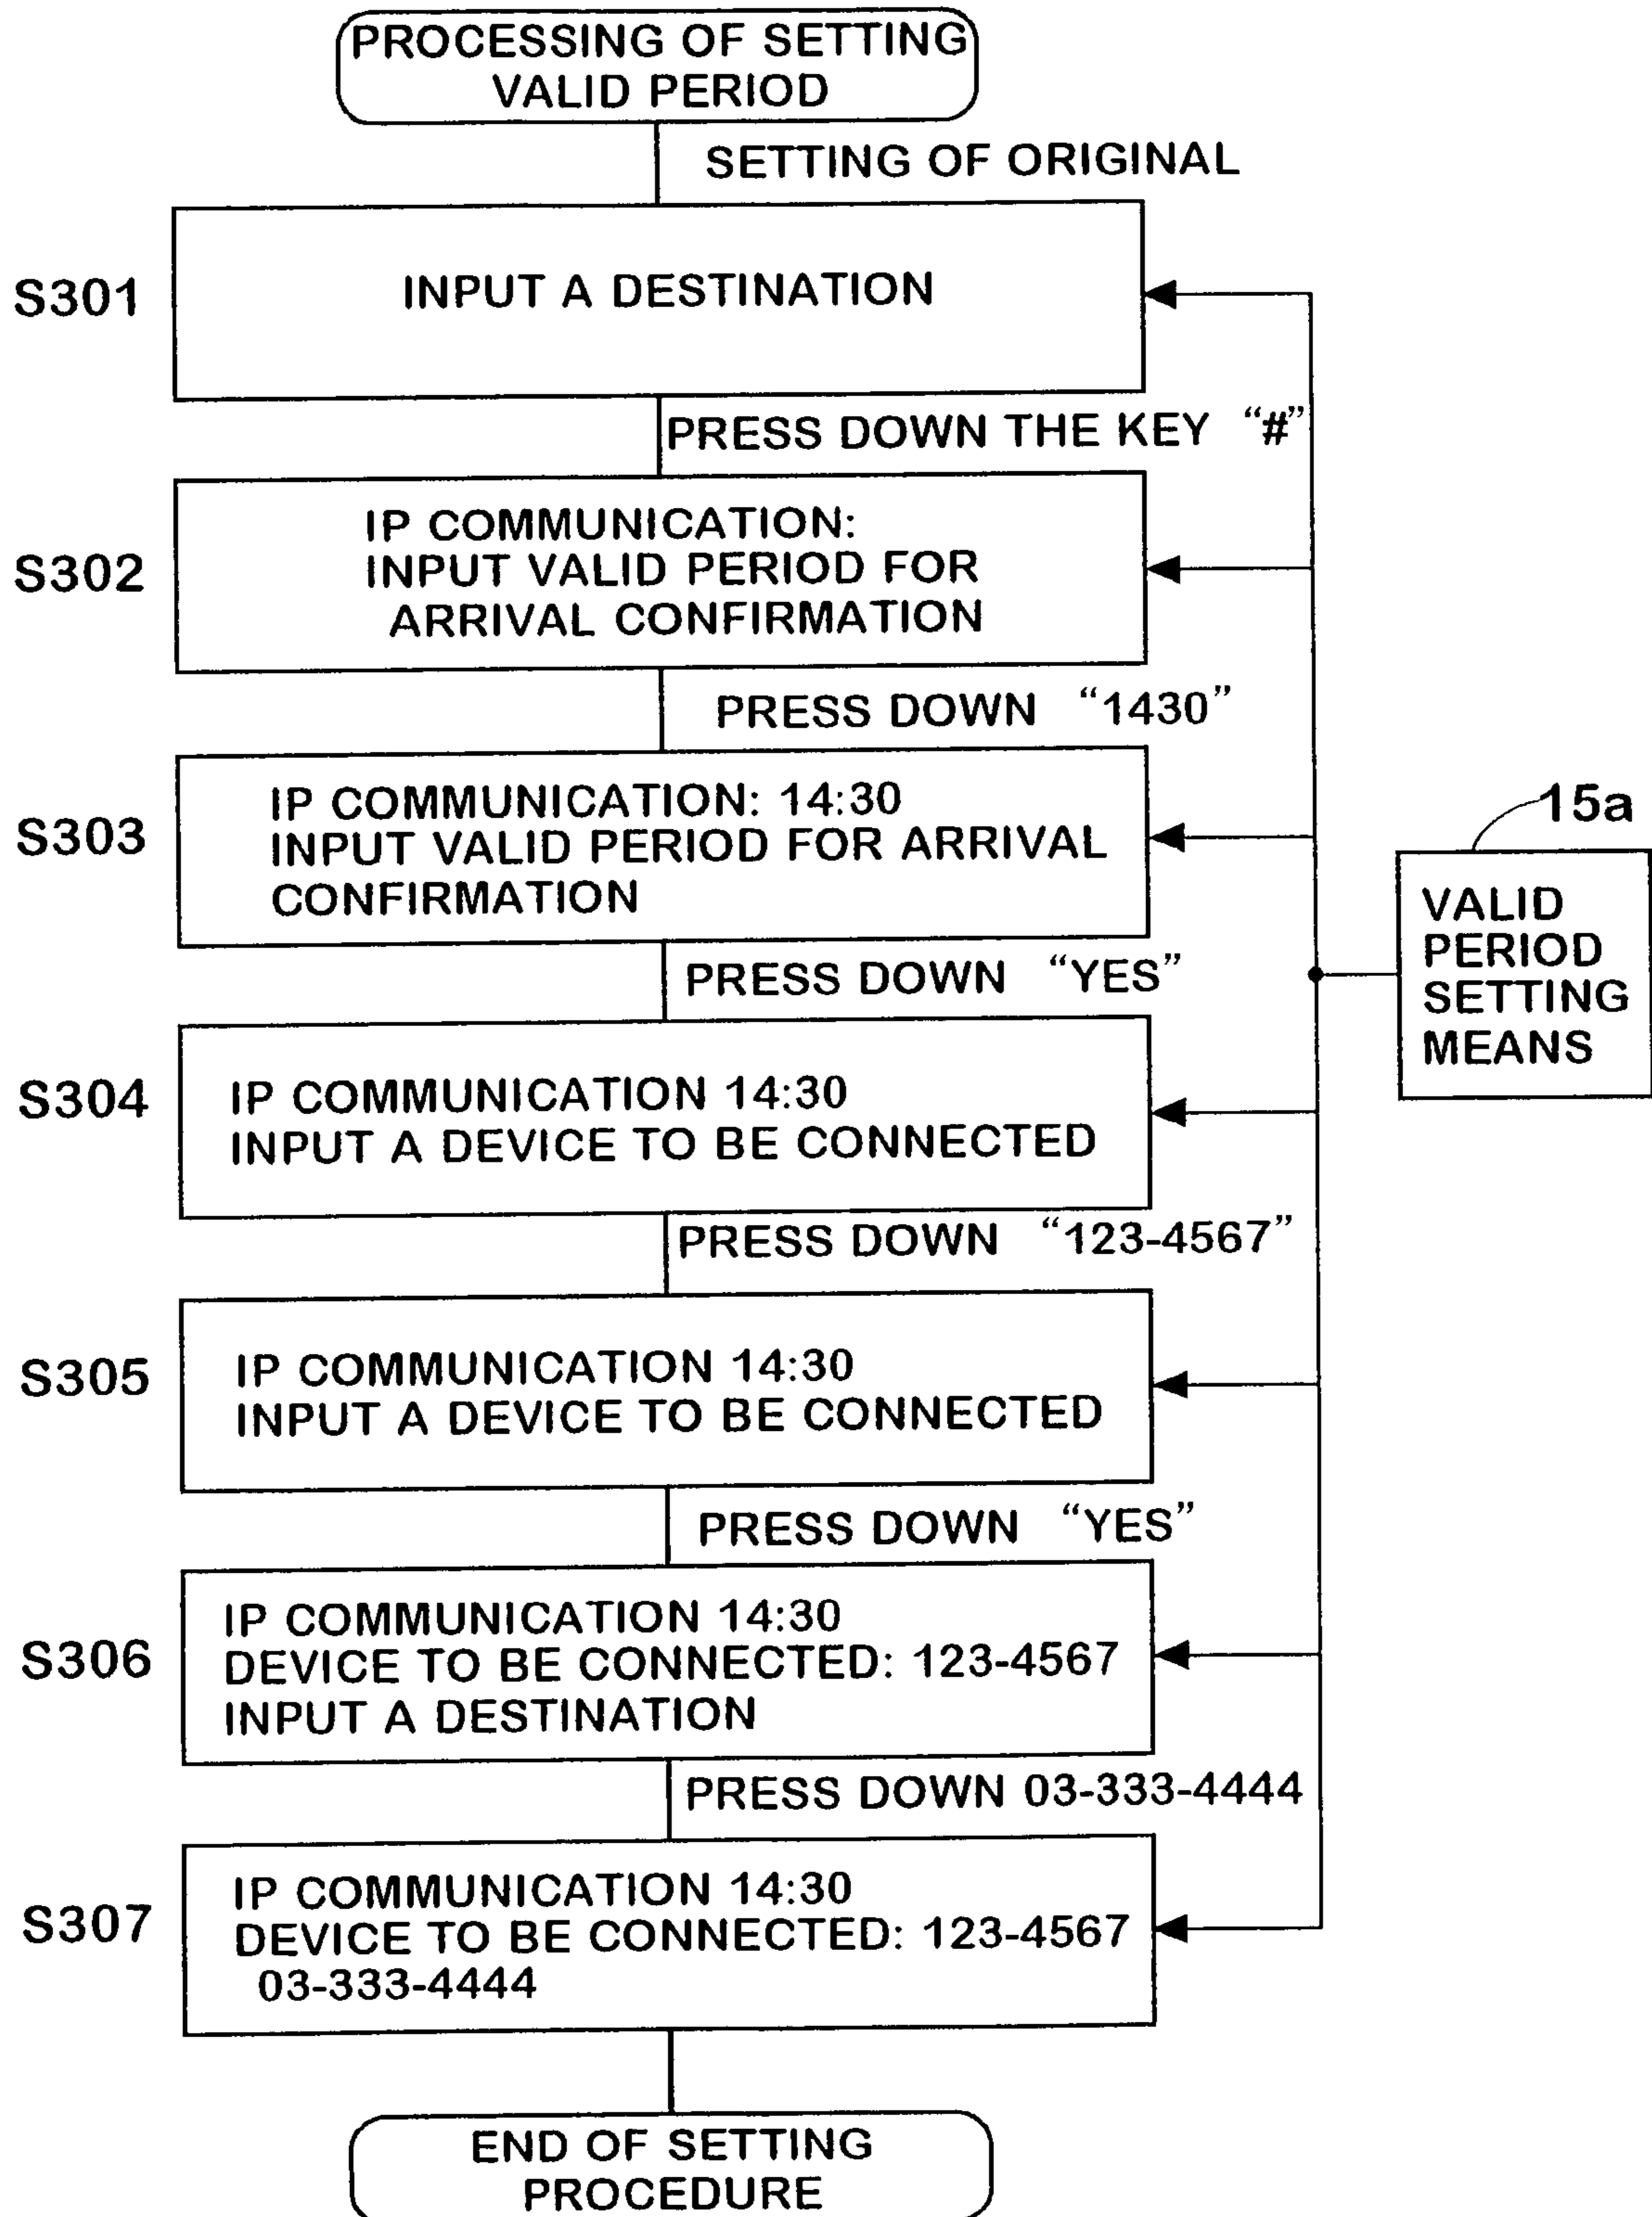 PROCESSING OF SETTING
VALID PERIOD
SETTING OF ORIGINAL
S301
INPUT A DESTINATION
PRESS DOWN THE KEY “#”
S302
IP COMMUNICATION:
INPUT VALID PERIOD FOR
ARRIVAL CONFIRMATION
PRESS DOWN “1430”
S303
IP COMMUNICATION: 14:30
INPUT VALID PERIOD FOR ARRIVAL
CONFIRMATION
15a
VALID
PERIOD
SETTING
MEANS
PRESS DOWN “YES”
S304
IP COMMUNICATION 14:30
INPUT A DEVICE TO BE CONNECTED
PRESS DOWN “123-4567”
S305
IP COMMUNICATION 14:30
INPUT A DEVICE TO BE CONNECTED
PRESS DOWN “YES”
S306
IP COMMUNICATION 14:30
DEVICE TO BE CONNECTED: 123-4567
INPUT A DESTINATION
PRESS DOWN 03-333-4444
S307
IP COMMUNICATION 14:30
DEVICE TO BE CONNECTED: 123-4567
03-333-4444
END OF SETTING
PROCEDURE